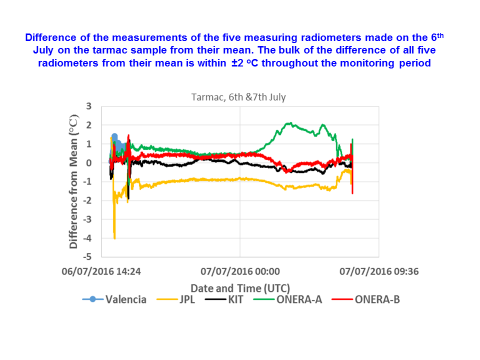 Difference of the measurements of the five measuring radiometers made on the 6th
July on the tarmac sample from their mean. The bulk of the difference of all five
radiometers from their mean is within ±2 ºC throughout the monitoring period
Tarmac, 6th &7th July
Difference from Mean (°C)
3
2
1
0
-1
-2
-3
-4
-5
06/07/2016 14:24 07/07/2016 00:00 07/07/2016 09:36
Date and Time (UTC)
Valencia JPL KIT ONERA-A ONERA-B